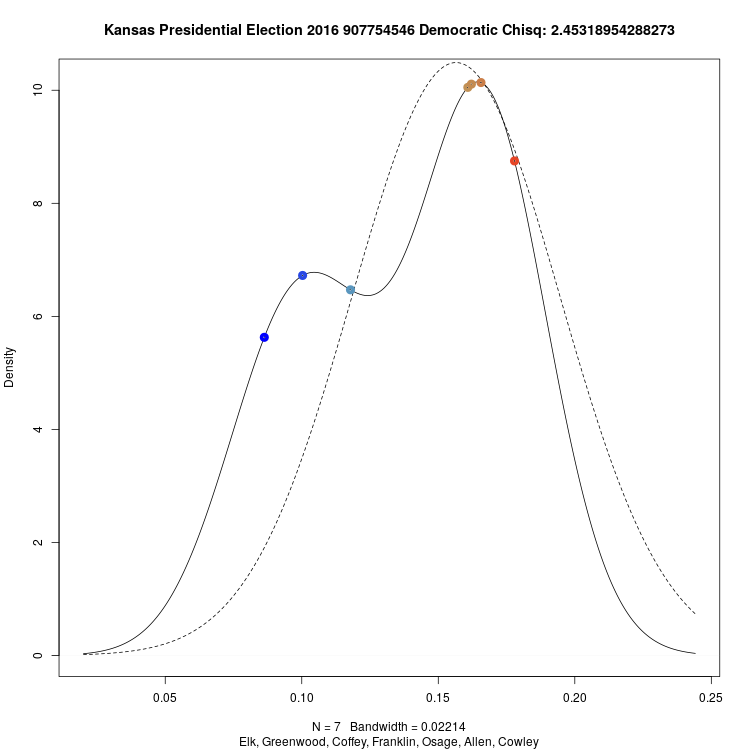 Kansas Presidential Election 2016 907754546 Democratic Chisq: 2.45318954288273
10
8
6
4
2
0
Density
0.05 0.10 0.15 0.20 0.25
N = 7 Bandwidth = 0.02214
Elk, Greenwood, Coffey, Franklin, Osage, Allen, Cowley